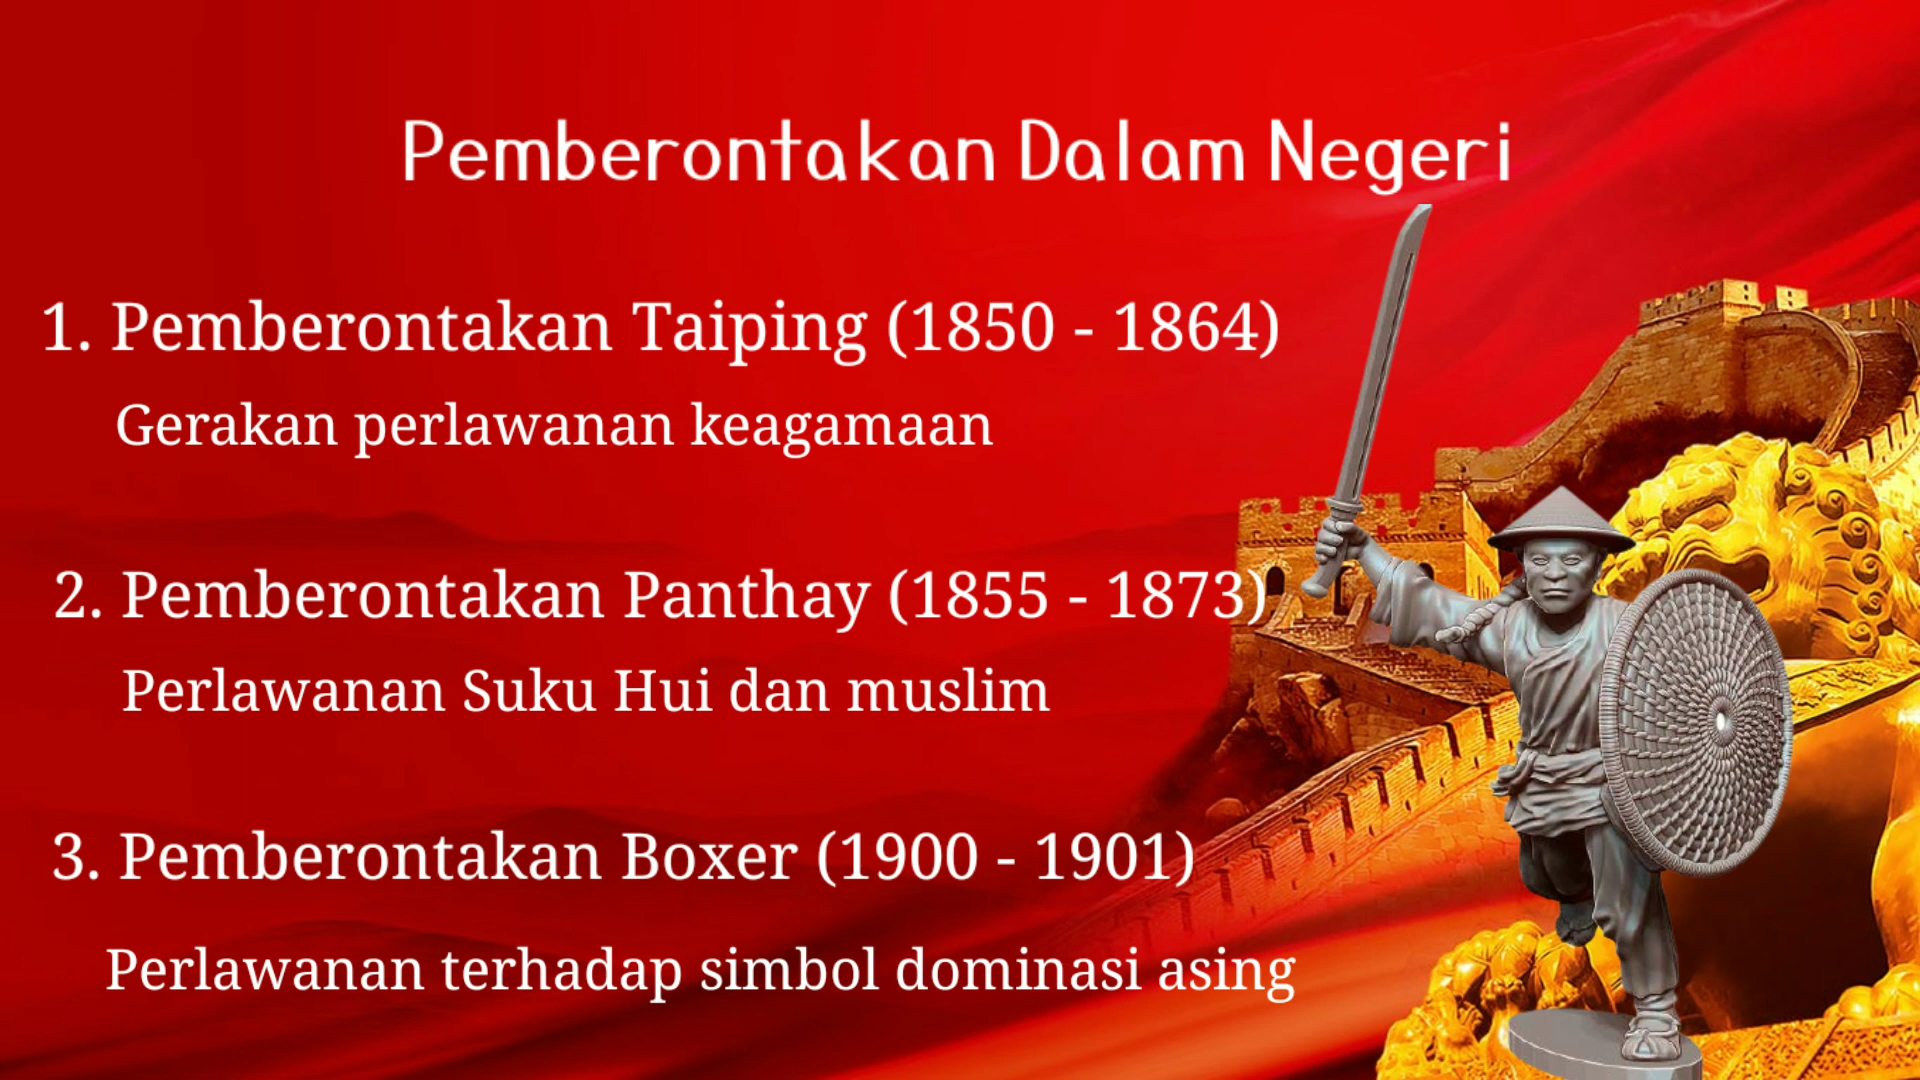 Pemberontakan Dalam Negeri
1. Pemberontakan Taiping (1850 - 1864)
Gerakan perlawanan keagamaan
2. Pemberontakan Panthay (1855 - 1873)
Perlawanan Suku Hui dan muslim
3. Pemberontakan Boxer (1900 - 1901)
Perlawanan terhadap simbol dominasi asing